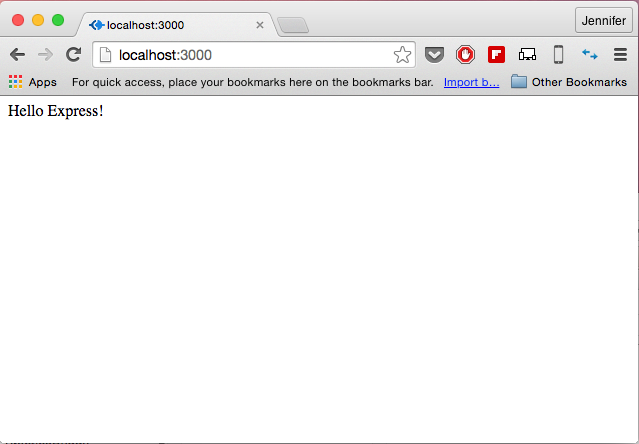 localhost:3000
Jennifer
localhost:3000
Apps For quick access, place your bookmarks here on the bookmarks bar. Import b... Other Bookmarks
Hello Express!